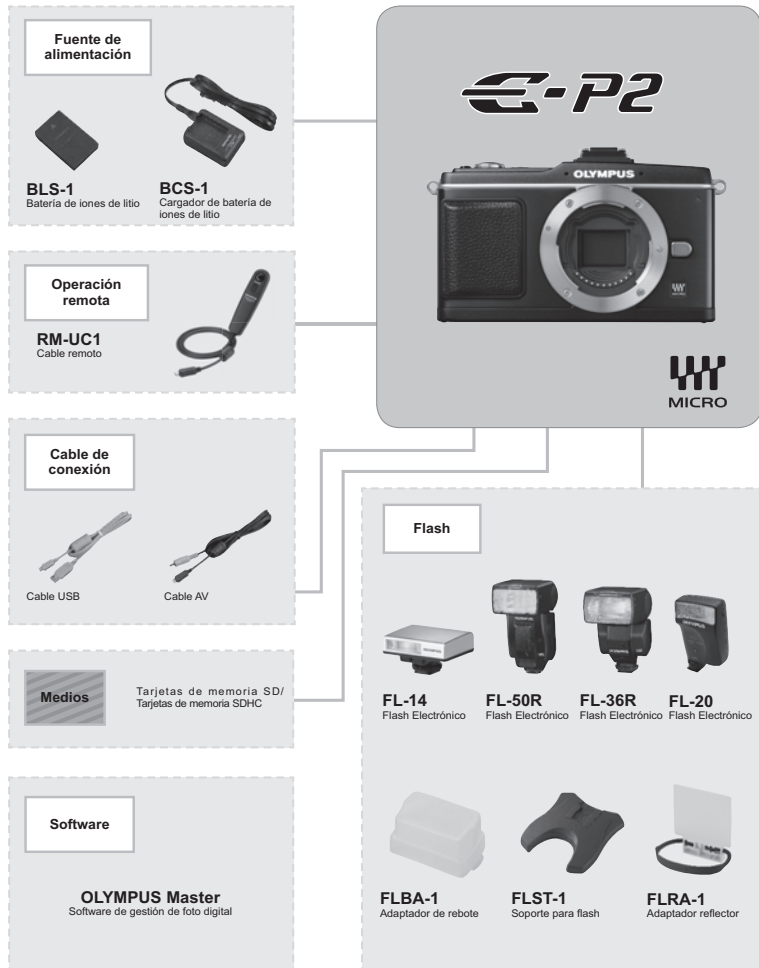 Fuente de
alimentación
BLS-1
Batería de iones de litio
BCS-1
Cargador de batería de
iones de litio
E-P2
OLYMPUS
MICRO
MICRO
Operación
remota
RM-UC1
Cable remoto
Cable de
conexión
Cable USB
Cable AV
Medios
Tarjetas de memoria SD/
Tarjetas de memoria SDHC
Software
OLYMPUS Master
Software de gestión de foto digital
Flash
FL-14
Flash Electrónico
FL-50R
Flash Electrónico
FL-36R
Flash Electrónico
FL-20
Flash Electrónico
FLBA-1
Adaptador de rebote
FLST-1
Soporte para flash
FLRA-1
Adaptador reflector